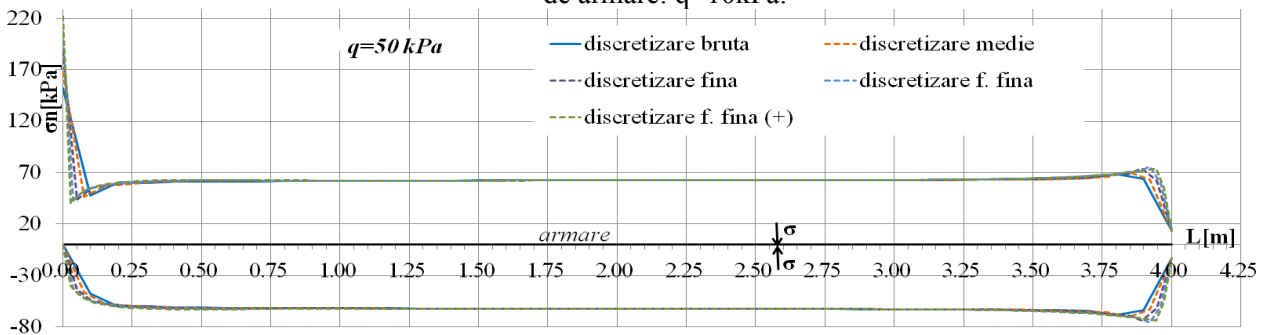 de armare: q=10kPa.
220
q=50 kPa
discretizare bruta
discretizare medie
170
discretizare fina
discretizare f. fina
σn[kPa]
120
discretizare f. fina (+)
70
20
armare
σ
L[m]
σ
-30
0.00 0.25 0.50 0.75 1.00 1.25 1.50 1.75 2.00 2.25 2.50 2.75 3.00 3.25 3.50 3.75 4.00 4.25
-80